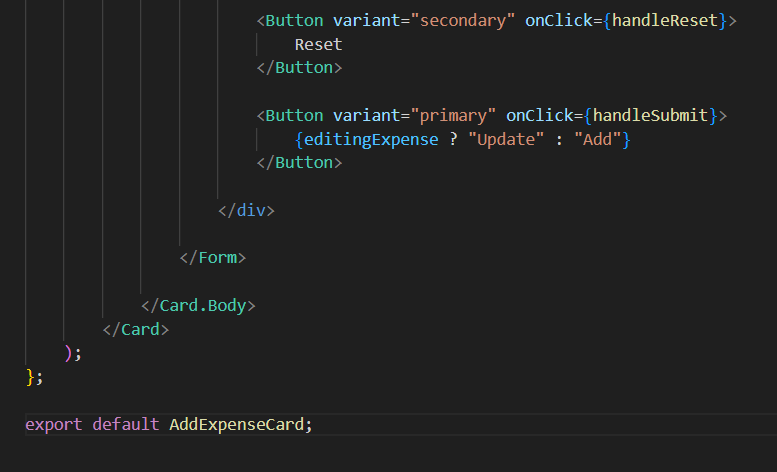 <Button variant="secondary" onClick={handleReset}>
Reset
</Button>
<Button variant="primary" onClick={handleSubmit}>
{editingExpense ? "Update" : "Add"}
</Button>
</div>
</Form>
</Card.Body>
</Card>
);
};
export default AddExpenseCard;